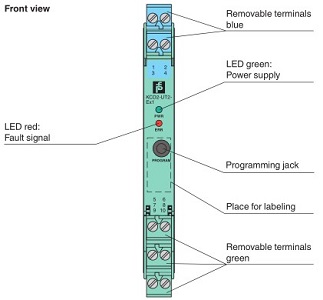 Front view
Removable terminals
blue
1 2
3 4
LED green:
Power supply
KCD2-UT2-
Ex1
PWR
LED red:
Fault signal
ERR
PROGRAM
Programming jack
Place for labeling
5 6
7 8
9 10
Removable terminals
green